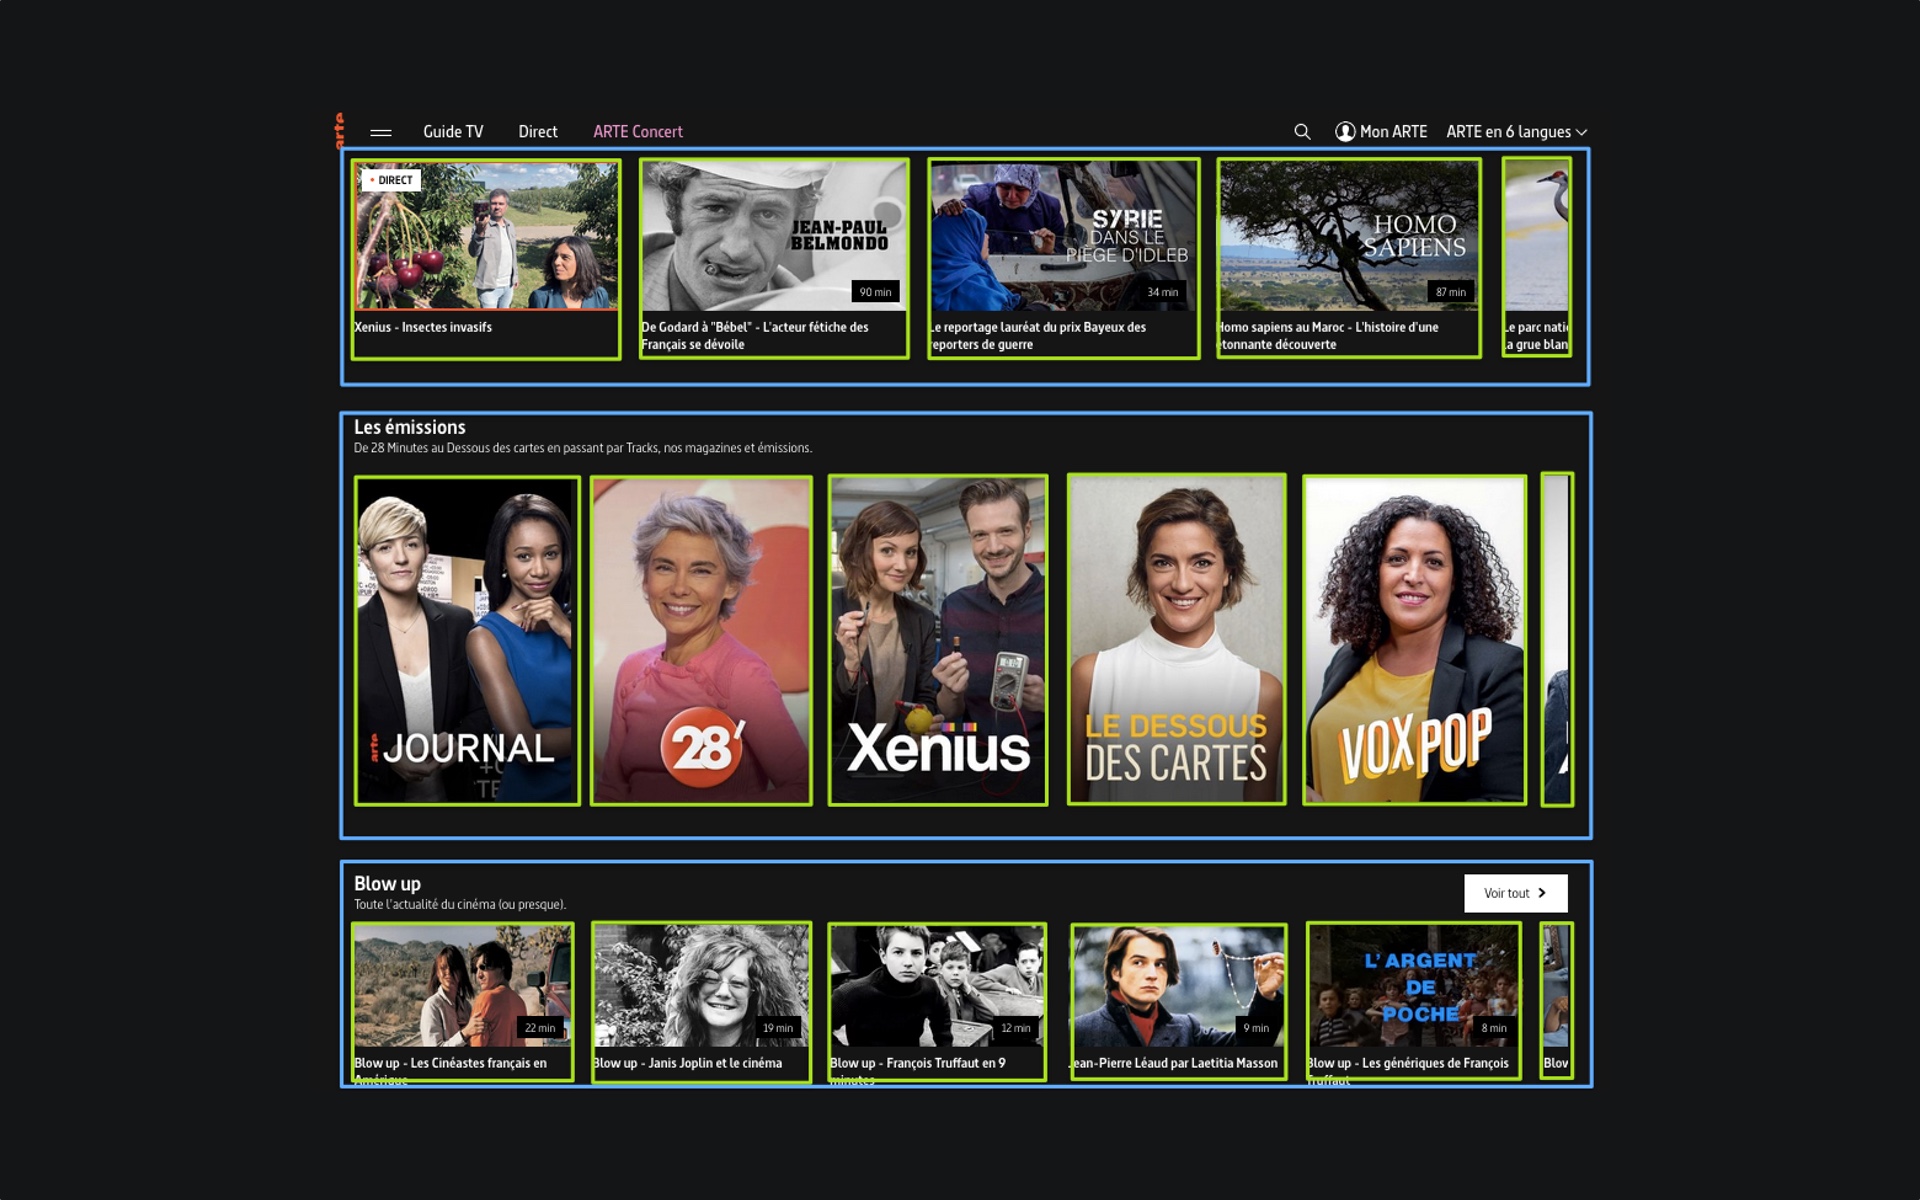 arte
Guide TV
Direct
ARTE Concert
Mon ARTE
ARTE en 6 langues
• DIRECT
Xenius - Insectes invasifs
JEAN-PAUL
BELMONDO
90 min
De Godard à "Bébel" - L'acteur fétiche des
Français se dévoile
SYRIE
DANS LE
PIÈGE D'IDLEB
34 min
Le reportage lauréat du prix Bayeux des
reporters de guerre
HOMO
SAPIENS
87 min
Homo sapiens au Maroc - L'histoire d'une
étonnante découverte
Le parc nati
La grue blan
Les émissions
De 28 Minutes au Dessous des cartes en passant par Tracks, nos magazines et émissions.
arte JOURNAL
28'
Xenius
LE DESSOUS
DES CARTES
VOX POP
Blow up
Toute l'actualité du cinéma (ou presque).
Voir tout
22 min
Blow up - Les Cinéastes français en
Amérique
19 min
Blow up - Janis Joplin et le cinéma
12 min
Blow up - François Truffaut en 9
minutes
9 min
Jean-Pierre Léaud par Laetitia Masson
L'ARGENT
DE
POCHE
8 min
Blow up - Les génériques de François
Truffaut
Blow